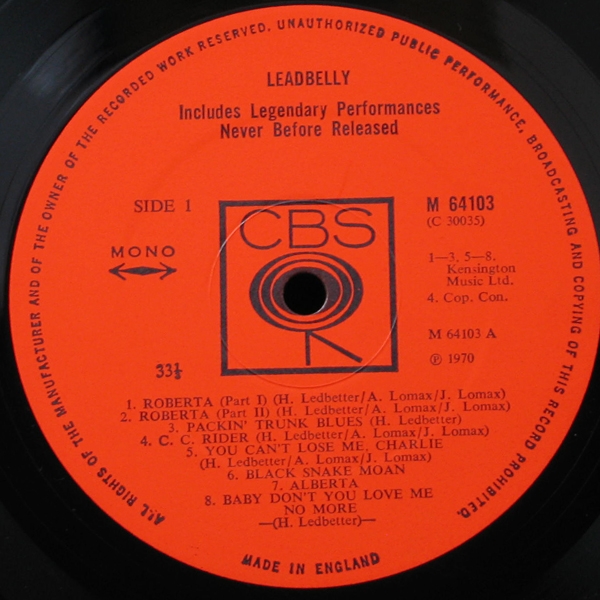 ALL RIGHTS OF THE MANUFACTURER AND OF THE OWNER OF THE RECORDED WORK RESERVED. UNAUTHORIZED PUBLIC PERFORMANCE, BROADCASTING AND COPYING OF THIS RECORD PROHIBITED.
LEADBELLY
Includes Legendary Performances
Never Before Released
SIDE 1
MONO
33⅓
CBS
M 64103
(C 30035)
1—3. 5—8.
Kensington
Music Ltd.
4. Cop. Con.
M 64103 A
℗ 1970
1. ROBERTA (Part I) (H. Ledbetter/A. Lomax/J. Lomax)
2. ROBERTA (Part II) (H. Ledbetter/A. Lomax/J. Lomax)
3. PACKIN' TRUNK BLUES (H. Ledbetter)
4. C. C. RIDER (H. Ledbetter/A. Lomax/J. Lomax)
5. YOU CAN'T LOSE ME, CHARLIE
(H. Ledbetter/A. Lomax/J. Lomax)
6. BLACK SNAKE MOAN
7. ALBERTA
8. BABY DON'T YOU LOVE ME
NO MORE
—(H. Ledbetter)—
MADE IN ENGLAND